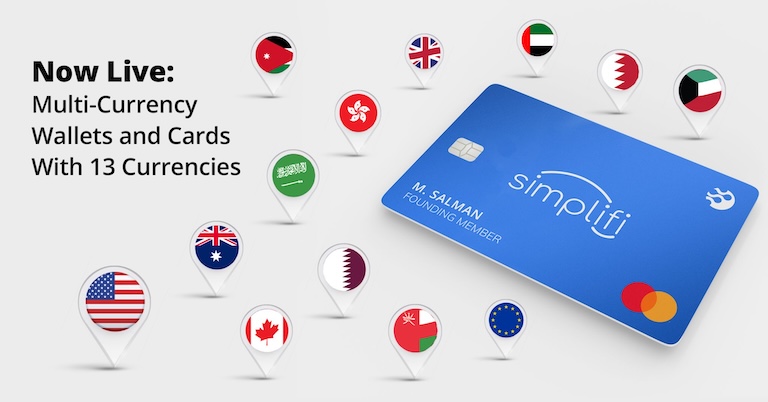 Now Live:
Multi-Currency
Wallets and Cards
With 13 Currencies
simplifi
M. SALMAN
FOUNDING MEMBER